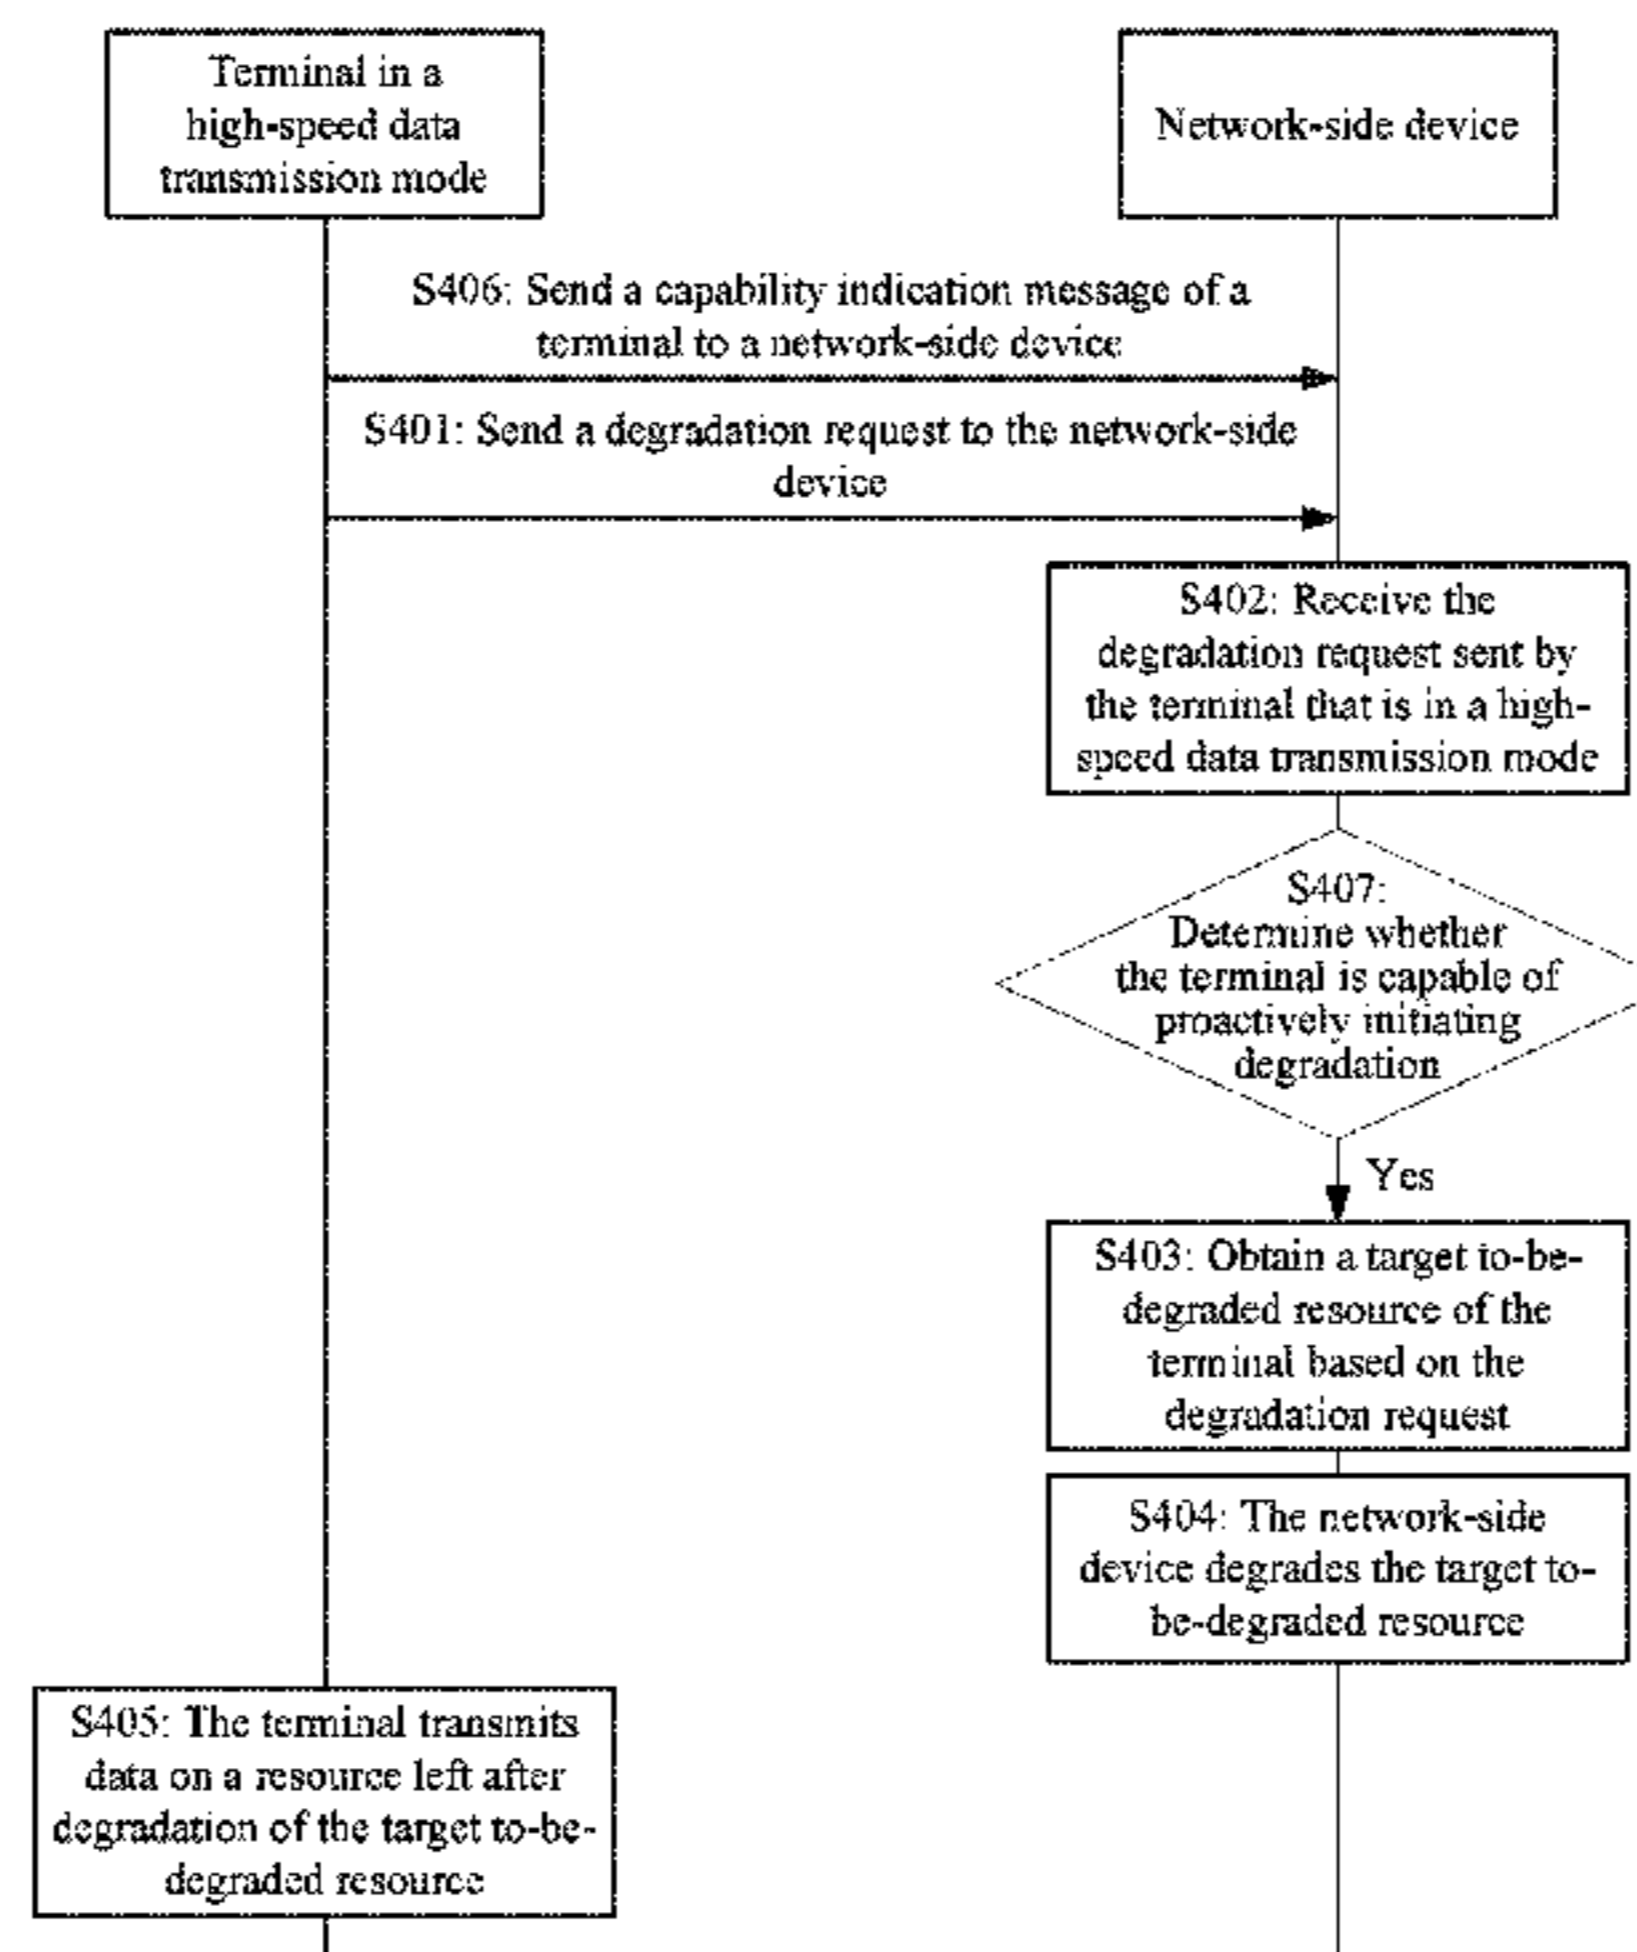 Terminal in a
high-speed data
transmission mode
Network-side device
S406: Send a capability indication message of a
terminal to a network-side device
S401: Send a degradation request to the network-side
device
S402: Receive the
degradation request sent by
the terminal that is in a high-
speed data transmission mode
S407:
Determine whether
the terminal is capable of
proactively initiating
degradation
Yes
S403: Obtain a target to-be-
degraded resource of the
terminal based on the
degradation request
S404: The network-side
device degrades the target to-
be-degraded resource
S405: The terminal transmits
data on a resource left after
degradation of the target to-be-
degraded resource